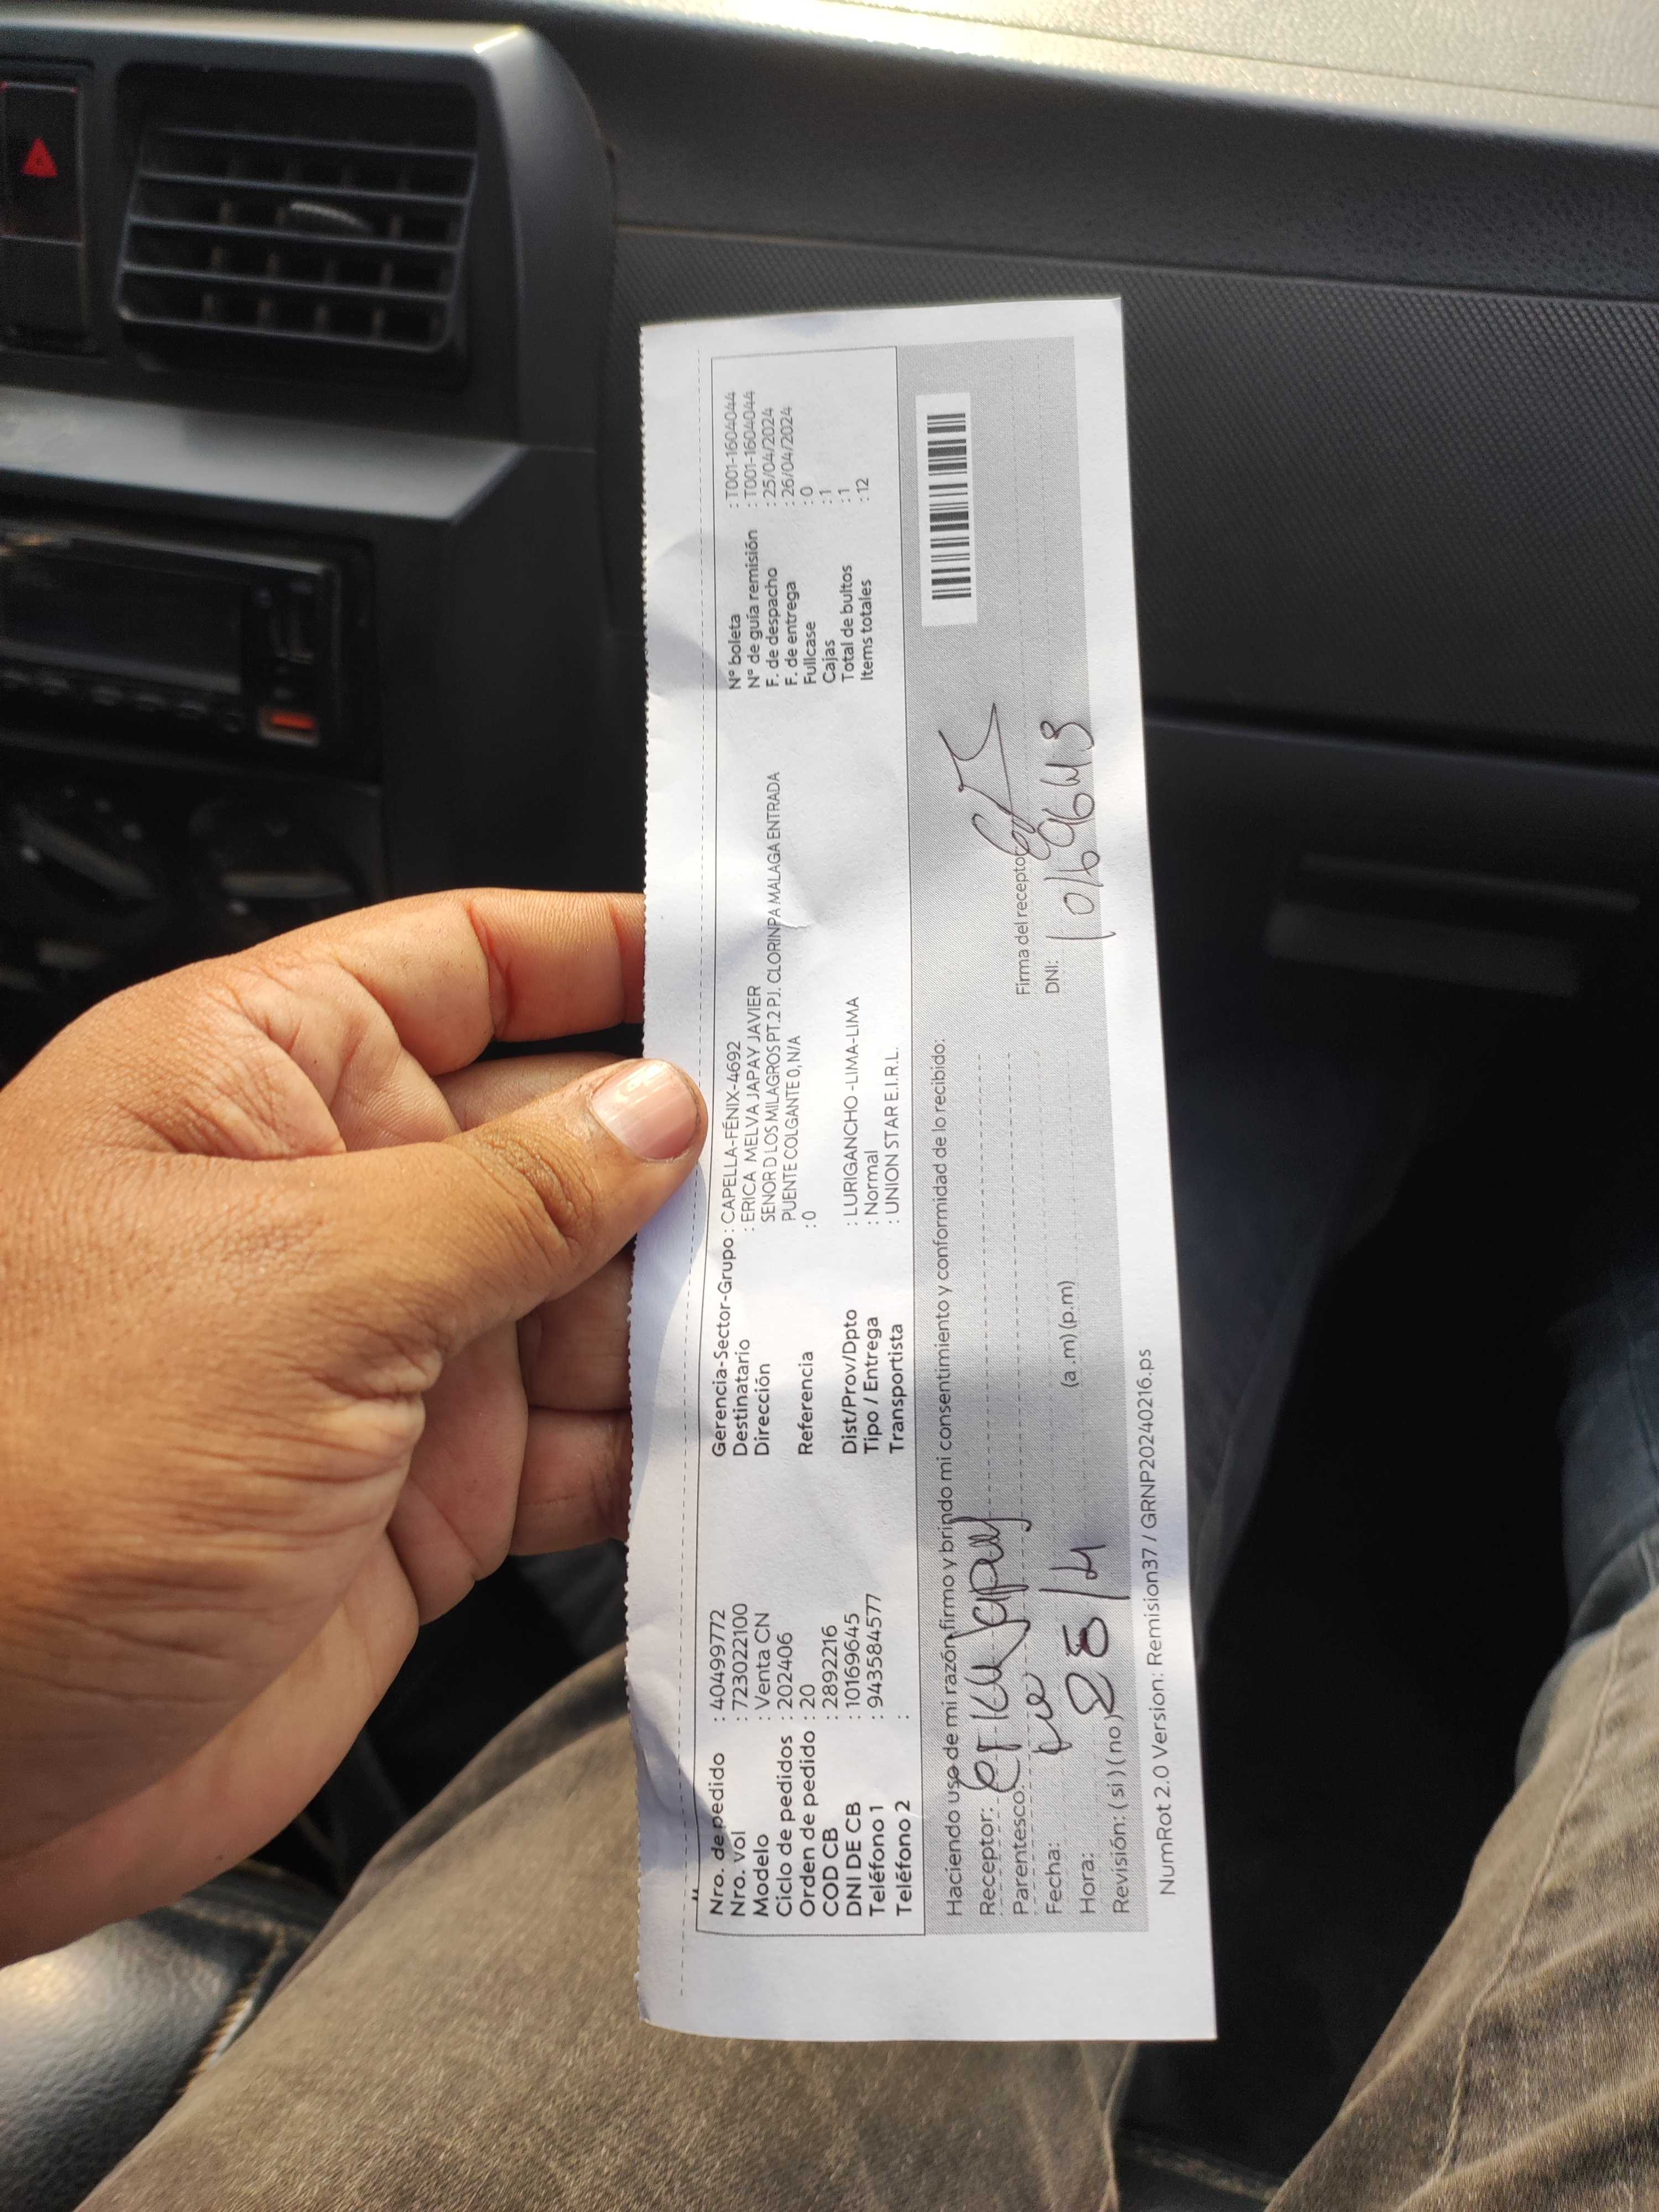 Nro. de pedido : 40499772
Nro. vol : 723022100
Modelo : Venta CN
Ciclo de pedidos : 202406
Orden de pedido : 20
COD CB : 2892216
DNI DE CB : 10169645
Teléfono 1 : 943584577
Teléfono 2 :
Gerencia-Sector-Grupo : CAPELLA-FÉNIX-4692
Destinatario : ERICA MELVA JAPAY JAVIER
Dirección SENOR D LOS MILAGROS PT.2 PJ. CLORINPA MALAGA ENTRADA
PUENTE COLGANTE 0, N/A
Referencia : 0
Dist/Prov/Dpto : LURIGANCHO -LIMA-LIMA
Tipo / Entrega : Normal
Transportista : UNION STAR E.I.R.L.
N° boleta : T001-1604044
N° de guía remisión : T001-1604044
F. de despacho : 25/04/2024
F. de entrega : 26/04/2024
Fullcase : 0
Cajas : 1
Total de bultos : 1
Items totales : 12
Haciendo uso de mi razón firmo y brindo mi consentimiento y conformidad de lo recibido:
Receptor: Japay
Parentesco:
Fecha: 28/4
Hora: (a.m) (p.m)
Revisión: ( si ) ( no )
Firma del receptor
DNI:
NumRot 2.0 Version: Remision37 / GRNP20240216.ps